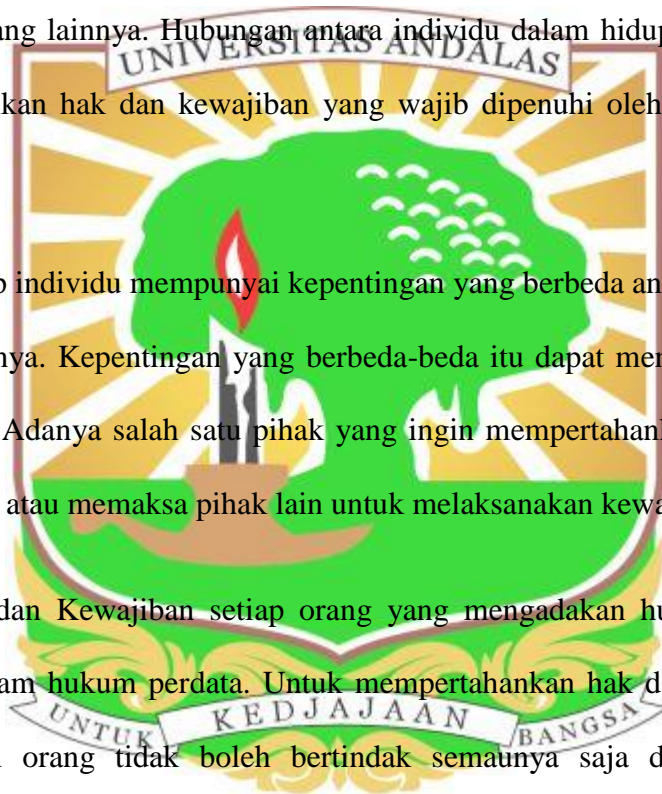 ang lainnya. Hubungan antara individu dalam hidup
UNIVERSITAS ANDALAS
kan hak dan kewajiban yang wajib dipenuhi oleh
individu mempunyai kepentingan yang berbeda an
nya. Kepentingan yang berbeda-beda itu dapat mer
Adanya salah satu pihak yang ingin mempertahank
atau memaksa pihak lain untuk melaksanakan kewa
dan Kewajiban setiap orang yang mengadakan hu
am hukum perdata. Untuk mempertahankan hak d
UNTUK KEDJAJAAN BANGSA
orang tidak boleh bertindak semaunya saja d